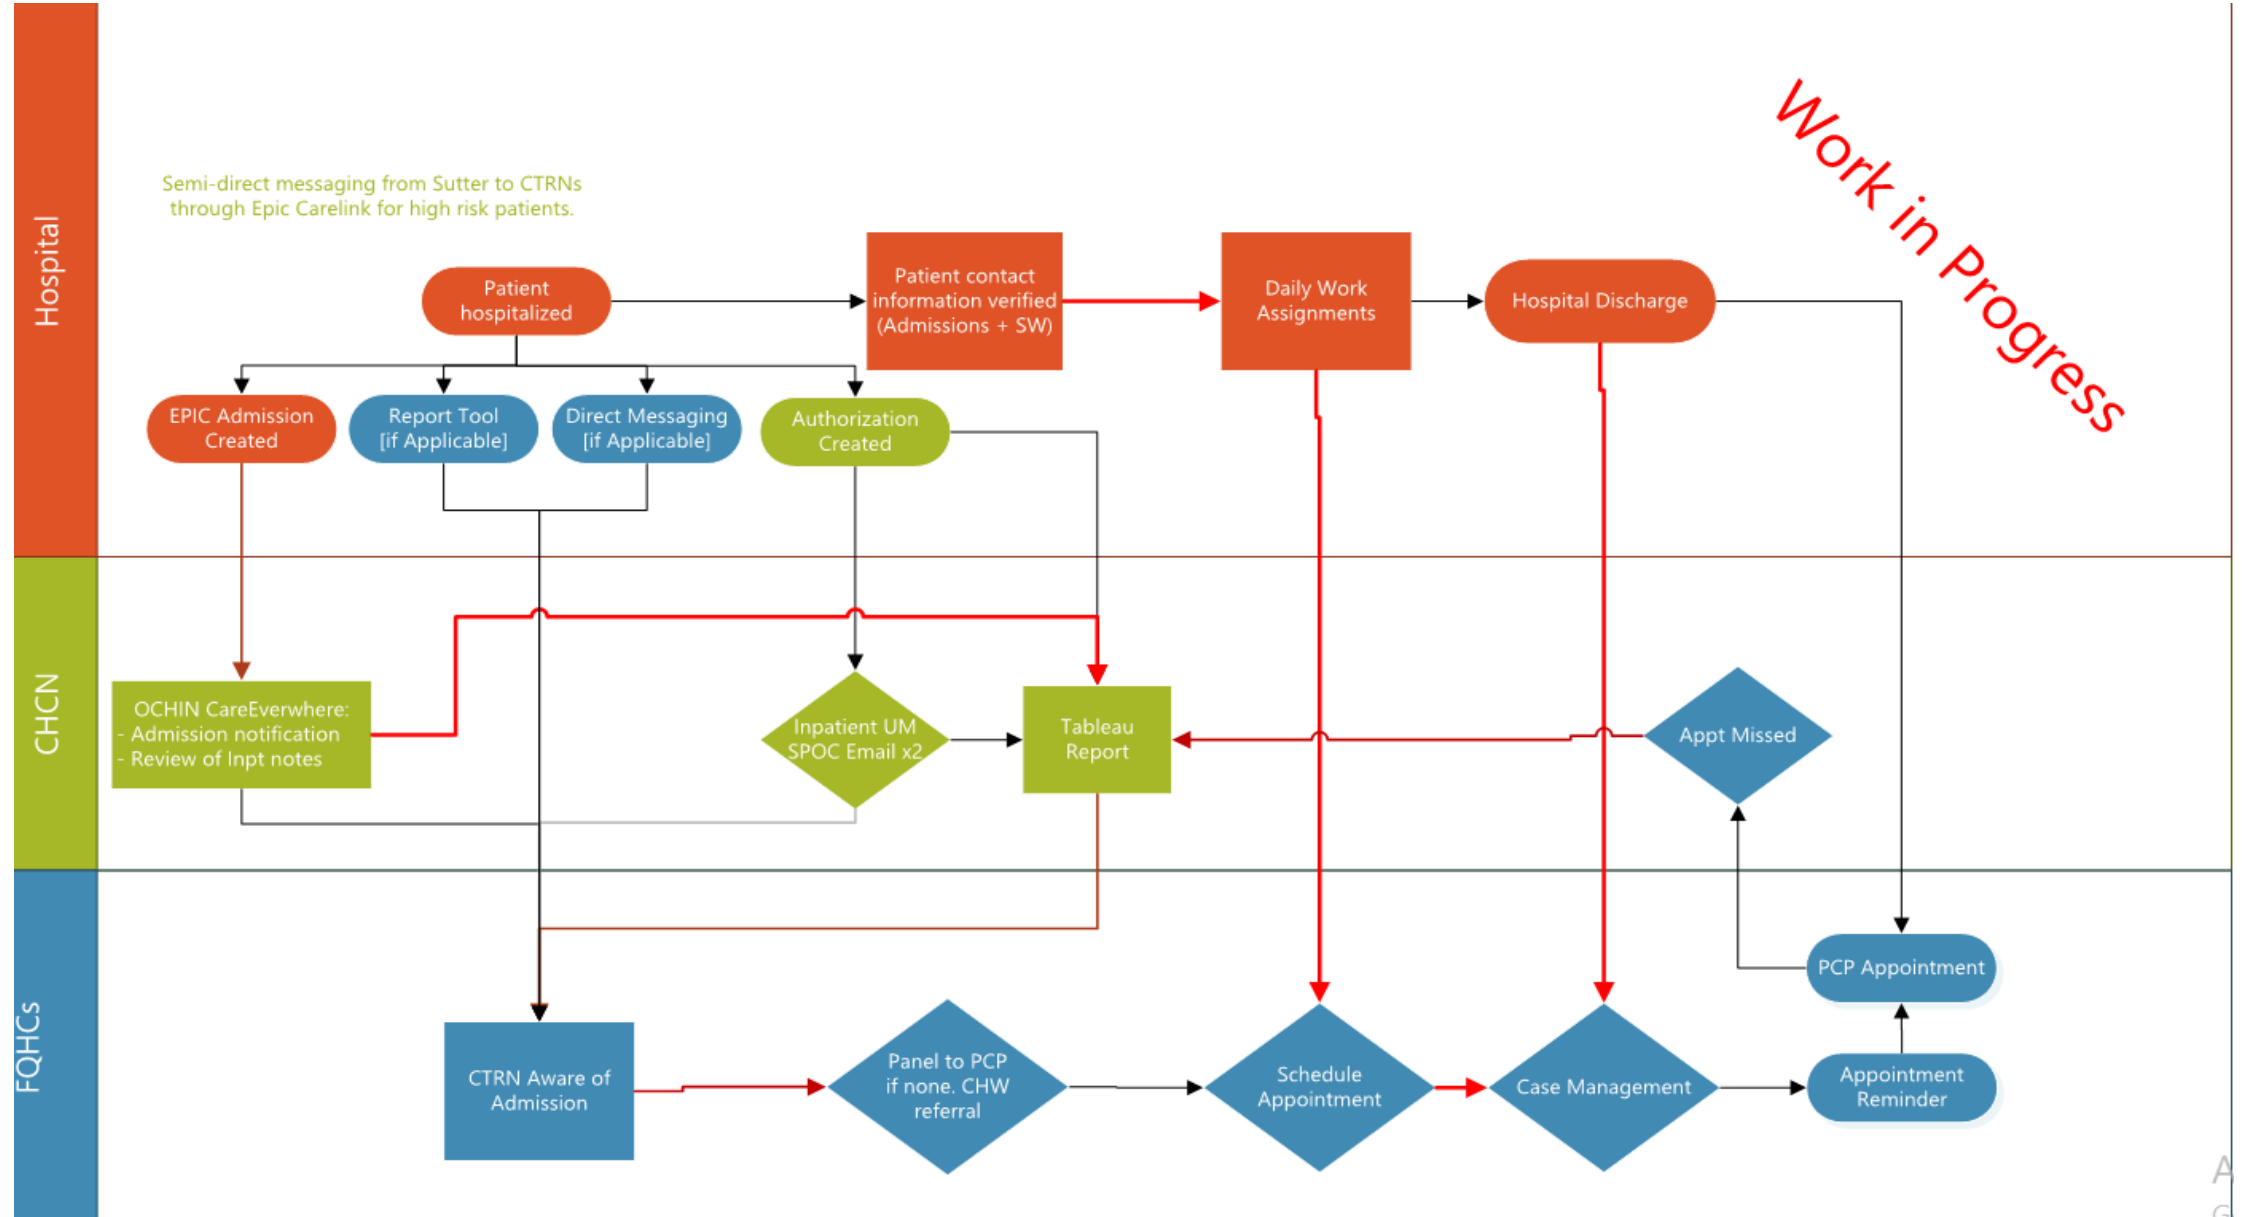 Hospital
Work in Progress
Semi-direct messaging from Sutter to CTRNs
through Epic Carelink for high risk patients.
Patient
hospitalized
Patient contact
information verified
(Admissions + SW)
Daily Work
Assignments
Hospital Discharge
EPIC Admission
Created
Report Tool
[if Applicable]
Direct Messaging
[if Applicable]
Authorization
Created
CHCN
OCHIN CareEverwhere:
- Admission notification
- Review of Inpt notes
Inpatient UM
SPOC Email x2
Tableau
Report
Appt Missed
FQHCs
PCP Appointment
CTRN Aware of
Admission
Panel to PCP
if none. CHW
referral
Schedule
Appointment
Case Management
Appointment
Reminder